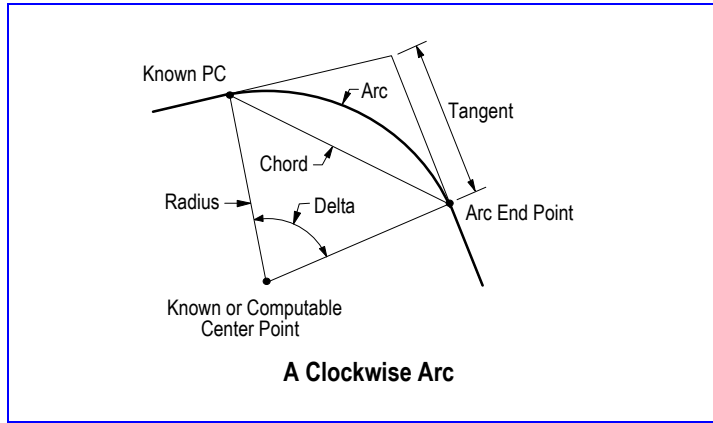 Known PC
Arc
Tangent
Chord
Radius
Delta
Arc End Point
Known or Computable
Center Point
A Clockwise Arc